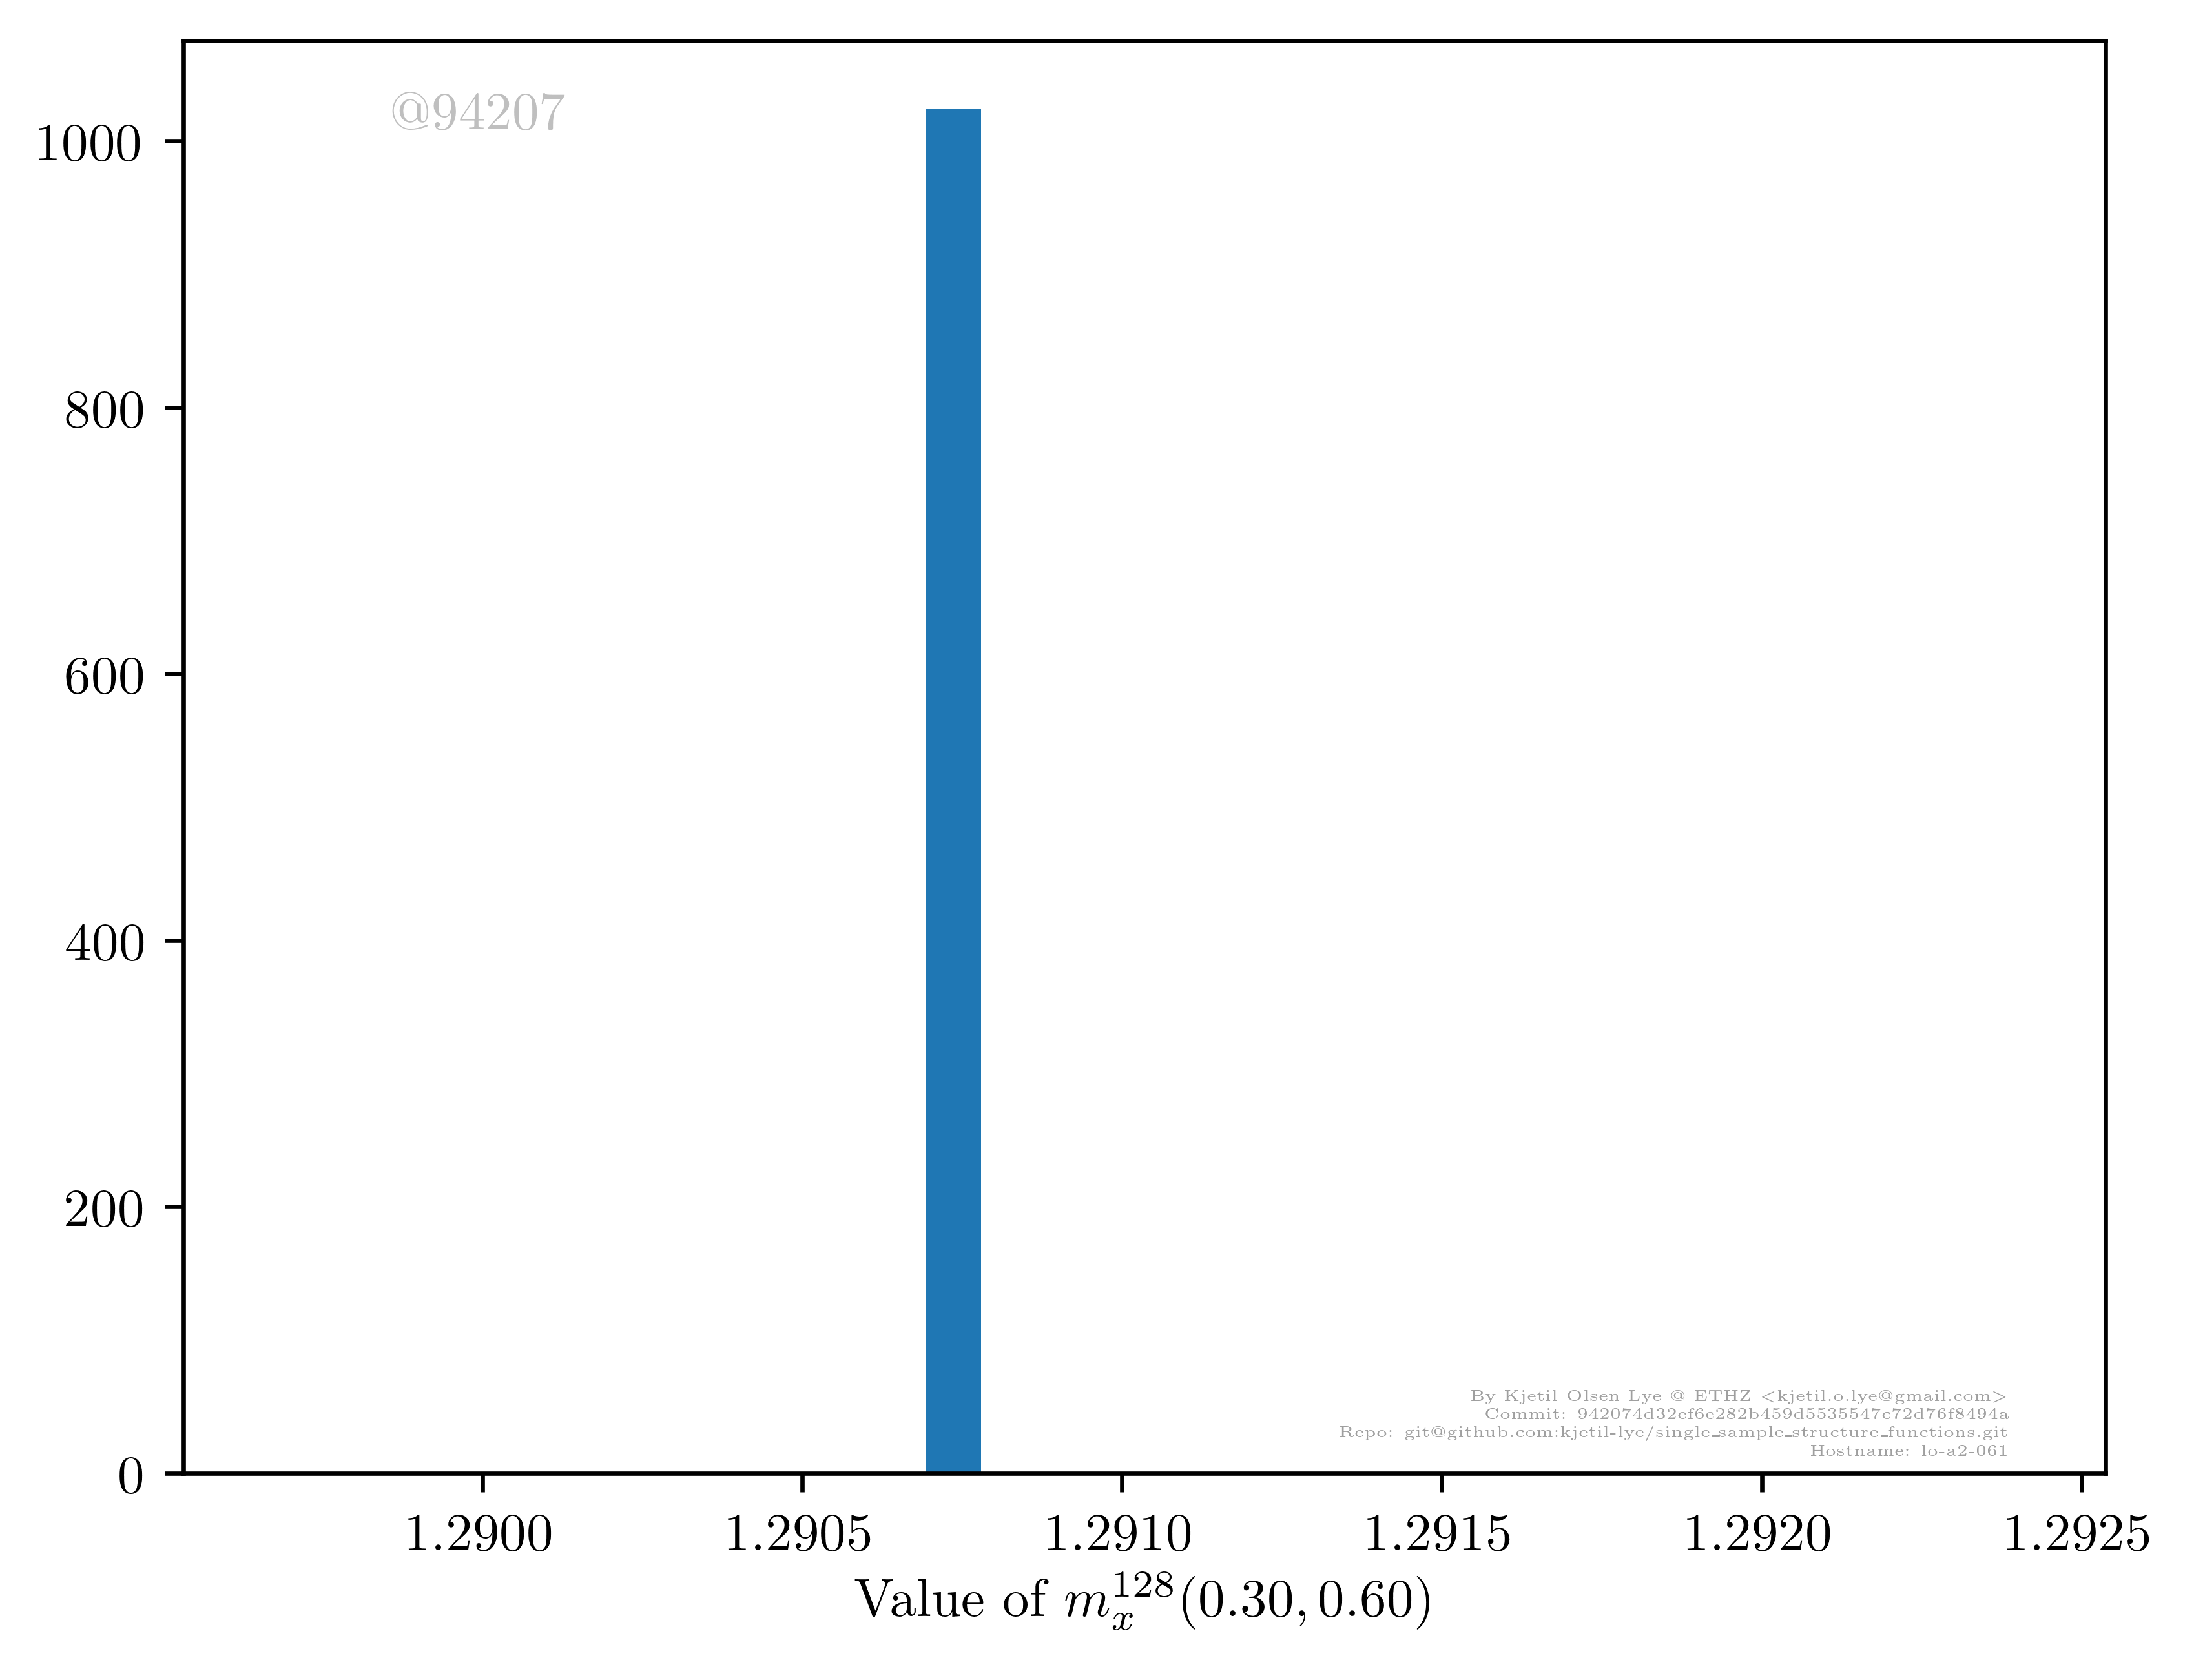 @94207
1000
800
600
400
200
0
1.2900 1.2905 1.2910 1.2915 1.2920 1.2925
Value of $m_x^{128}(0.30, 0.60)$
By Kjetil Olsen Lye @ ETHZ <kjetil.o.lye@gmail.com>
Commit: 942074d32ef6e282b459d5535547c72d76f8494a
Repo: git@github.com:kjetil-lye/single_sample_structure_functions.git
Hostname: lo-a2-061